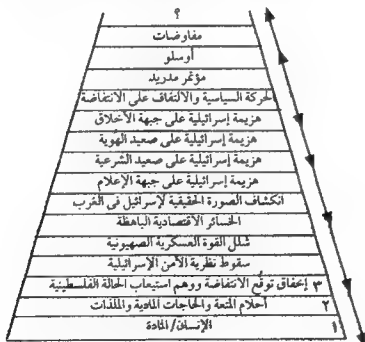 ؟
مفاوضات
أوسلو
مؤتمر مدريد
الحركة السياسية والالتفاف على الانتفاضة
هزيمة إسرائيلية على جبهة الأخلاق
هزيمة إسرائيلية على صعيد الهوية
هزيمة إسرائيلية على صعيد الشرعية
هزيمة إسرائيلية على جبهة الإعلام
انكشاف الصورة الحقيقية لإسرائيل فى الغرب
الخسائر الاقتصادية الباهظة
شلل القوة العسكرية الصهيونية
سقوط نظرية الأمن الإسرائيلية
٣ إخفاق توقع الانتفاضة ووهم استيعاب الحالة الفلسطينية
٢ أحلام المتعة والحاجات المادية والملذات
١ الإنسان/المادة